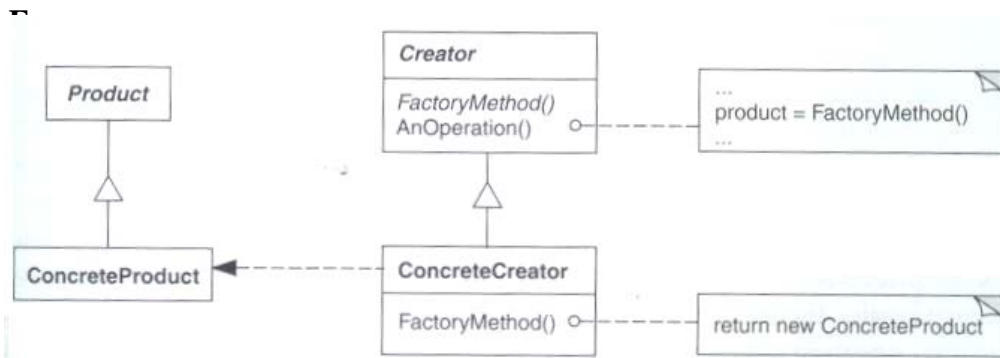 Product
ConcreteProduct
Creator
FactoryMethod()
AnOperation()
...
product = FactoryMethod()
...
ConcreteCreator
FactoryMethod()
return new ConcreteProduct